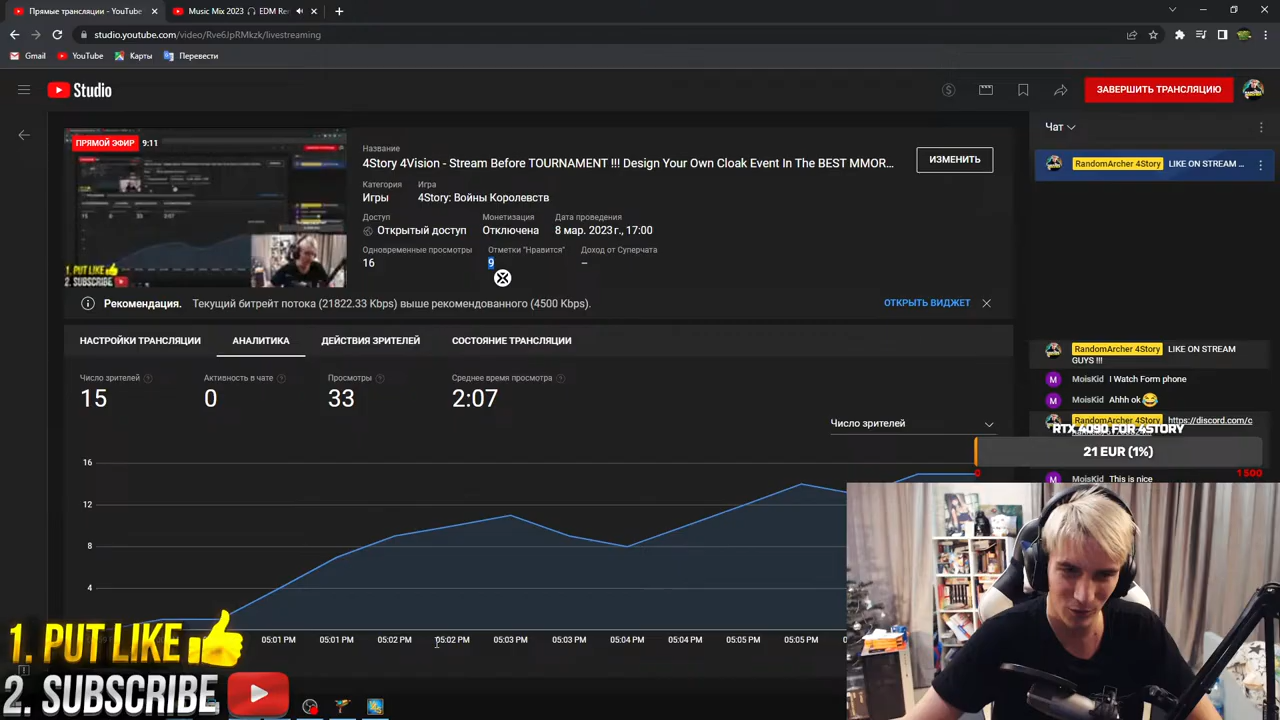 Прямые трансляции - YouTube
Music Mix 2023 🎧 EDM Re
studio.youtube.com/video/Rve6JpRMkzk/livestreaming
Gmail
YouTube
Карты
Перевести
Studio
ЗАВЕРШИТЬ ТРАНСЛЯЦИЮ
ПРЯМОЙ ЭФИР 9:11
Название
4Story 4Vision - Stream Before TOURNAMENT !!! Design Your Own Cloak Event In The BEST MMOR...
ИЗМЕНИТЬ
Категория
Игра
Игры
4Story: Войны Королевств
Доступ
Монетизация
Дата проведения
Открытый доступ
Отключена
8 мар. 2023 г., 17:00
Одновременные просмотры
Отметки "Нравится"
Доход от Суперчата
16
9
–
Рекомендация. Текущий битрейт потока (21822.33 Kbps) выше рекомендованного (4500 Kbps).
ОТКРЫТЬ ВИДЖЕТ
НАСТРОЙКИ ТРАНСЛЯЦИИ
АНАЛИТИКА
ДЕЙСТВИЯ ЗРИТЕЛЕЙ
СОСТОЯНИЕ ТРАНСЛЯЦИИ
Число зрителей
Активность в чате
Просмотры
Среднее время просмотра
15
0
33
2:07
Число зрителей
16
12
8
4
05:01 PM
05:01 PM
05:02 PM
05:02 PM
05:03 PM
05:03 PM
05:04 PM
05:04 PM
05:05 PM
05:05 PM
Чат
RandomArcher 4Story LIKE ON STREAM ...
RandomArcher 4Story LIKE ON STREAM
GUYS !!!
MoisKid I Watch Form phone
MoisKid Ahhh ok 😂
RandomArcher 4Story https://discord.com/c
RTX 4090 FOR 4STORY
21 EUR (1%)
0
1500
MoisKid This is nice
1. PUT LIKE
2. SUBSCRIBE